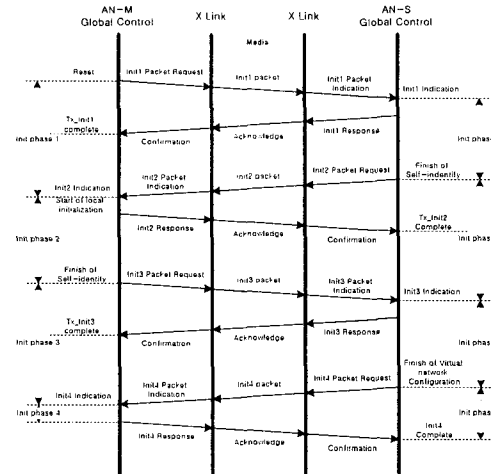 AN-M
Global Control
X Link
X Link
AN-S
Global Control
Media
Reset
Init1 Packet Request
Init1 packet
Init1 Packet
Indication
Init1 Indication
Tx_Init1
complete
Init phase 1
Confirmation
Acknowledge
Init1 Response
Init phase
Init2 Indication
Start of local
initialization
Init2 Packet
Indication
Init2 packet
Init2 Packet Request
Finish of
Self-indentity
Init phase 2
Init2 Response
Acknowledge
Confirmation
Tx_Init2
Complete
Init phase
Finish of
Self-identity
Init3 Packet Request
Init3 packet
Init3 Packet
Indication
Init3 Indication
Tx_Init3
complete
Init phase 3
Confirmation
Acknowledge
Init3 Response
Init phase
Finish of Virtual
network
Configuration
Init4 Indication
Init4 Packet
Indication
Init4 packet
Init4 Packet Request
Init phase 4
Init4 Response
Acknowledge
Confirmation
Init4
Complete
Init phase